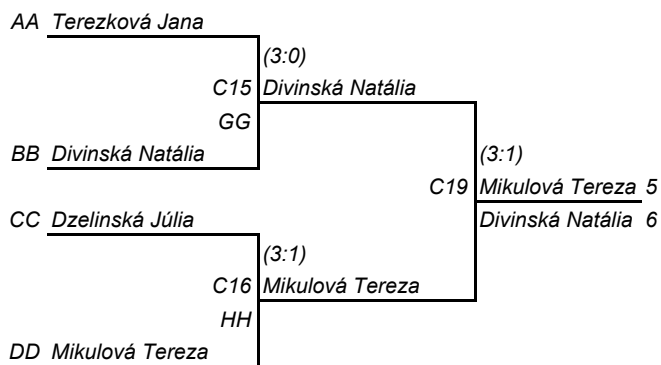 AA Terezková Jana
(3:0)
C15 Divinská Natália
GG
BB Divinská Natália
(3:1)
C19 Mikulová Tereza 5
CC Dzelinská Júlia
Divinská Natália 6
(3:1)
C16 Mikulová Tereza
HH
DD Mikulová Tereza